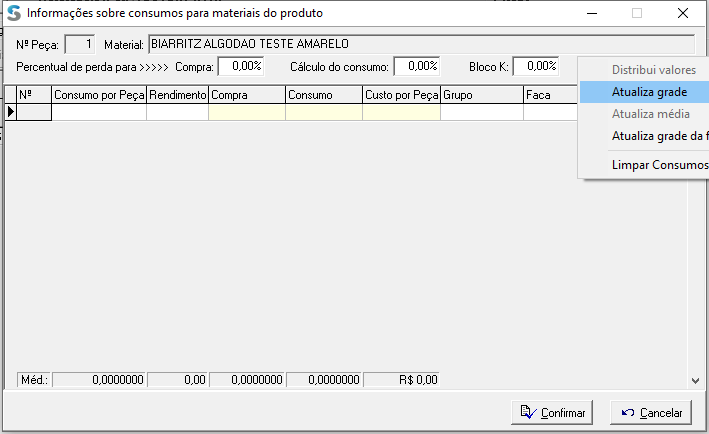 Informações sobre consumos para materiais do produto
Nº Peça: 1 Material: BIARRITZ ALGODAO TESTE AMARELO
Percentual de perda para >>>>> Compra: 0,00% Cálculo do consumo: 0,00% Bloco K: 0,00%
Nº Consumo por Peça Rendimento Compra Consumo Custo por Peça Grupo Faca
Distribui valores
Atualiza grade
Atualiza média
Atualiza grade da f
Limpar Consumos
Méd.: 0,0000000 0,00 0,0000000 0,0000000 R$ 0,00
Confirmar Cancelar